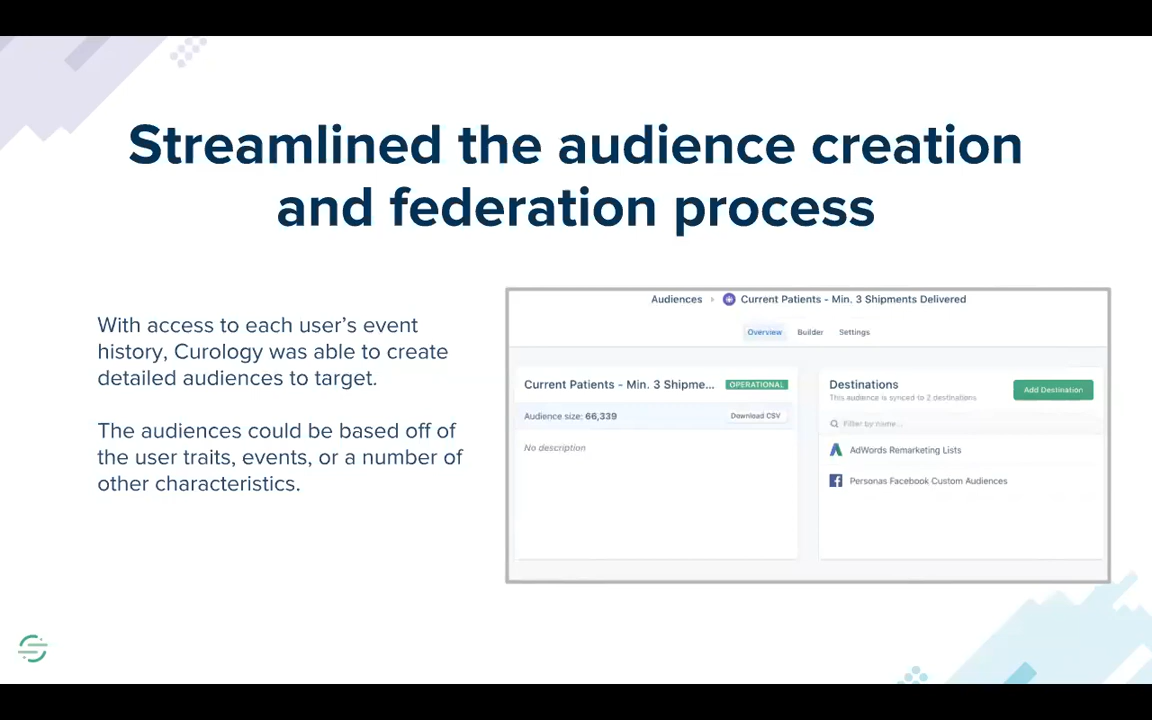 Streamlined the audience creation
and federation process
With access to each user's event
history, Curology was able to create
detailed audiences to target.
The audiences could be based off of
the user traits, events, or a number of
other characteristics.
Audiences › Current Patients - Min. 3 Shipments Delivered
Overview Builder Settings
Current Patients - Min. 3 Shipme... OPERATIONAL
Audience size: 66,339 Download CSV
No description
Destinations
This audience is synced to 2 destinations
Add Destination
Filter by name...
AdWords Remarketing Lists
Personas Facebook Custom Audiences